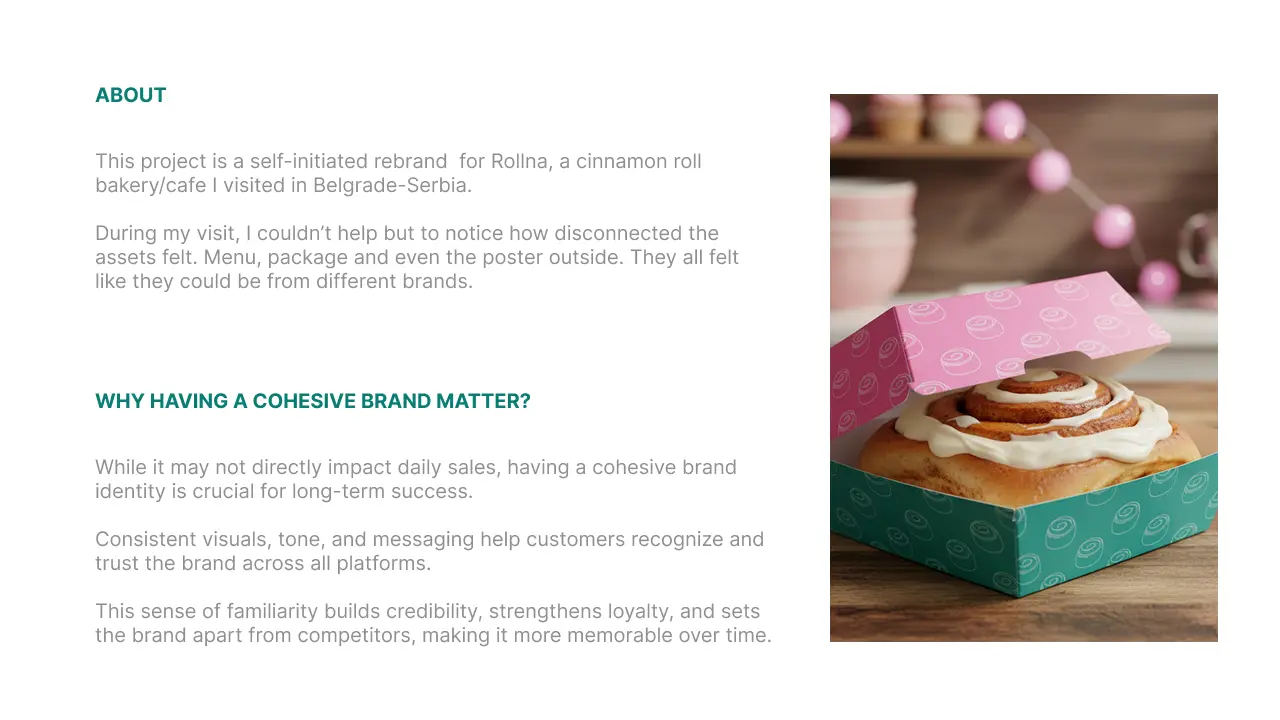 ABOUT
This project is a self-initiated rebrand  for Rollna, a cinnamon roll
bakery/cafe I visited in Belgrade-Serbia.
During my visit, I couldn’t help but to notice how disconnected the
assets felt. Menu, package and even the poster outside. They all felt
like they could be from different brands.
WHY HAVING A COHESIVE BRAND MATTER?
While it may not directly impact daily sales, having a cohesive brand
identity is crucial for long-term success.
Consistent visuals, tone, and messaging help customers recognize and
trust the brand across all platforms.
This sense of familiarity builds credibility, strengthens loyalty, and sets
the brand apart from competitors, making it more memorable over time.